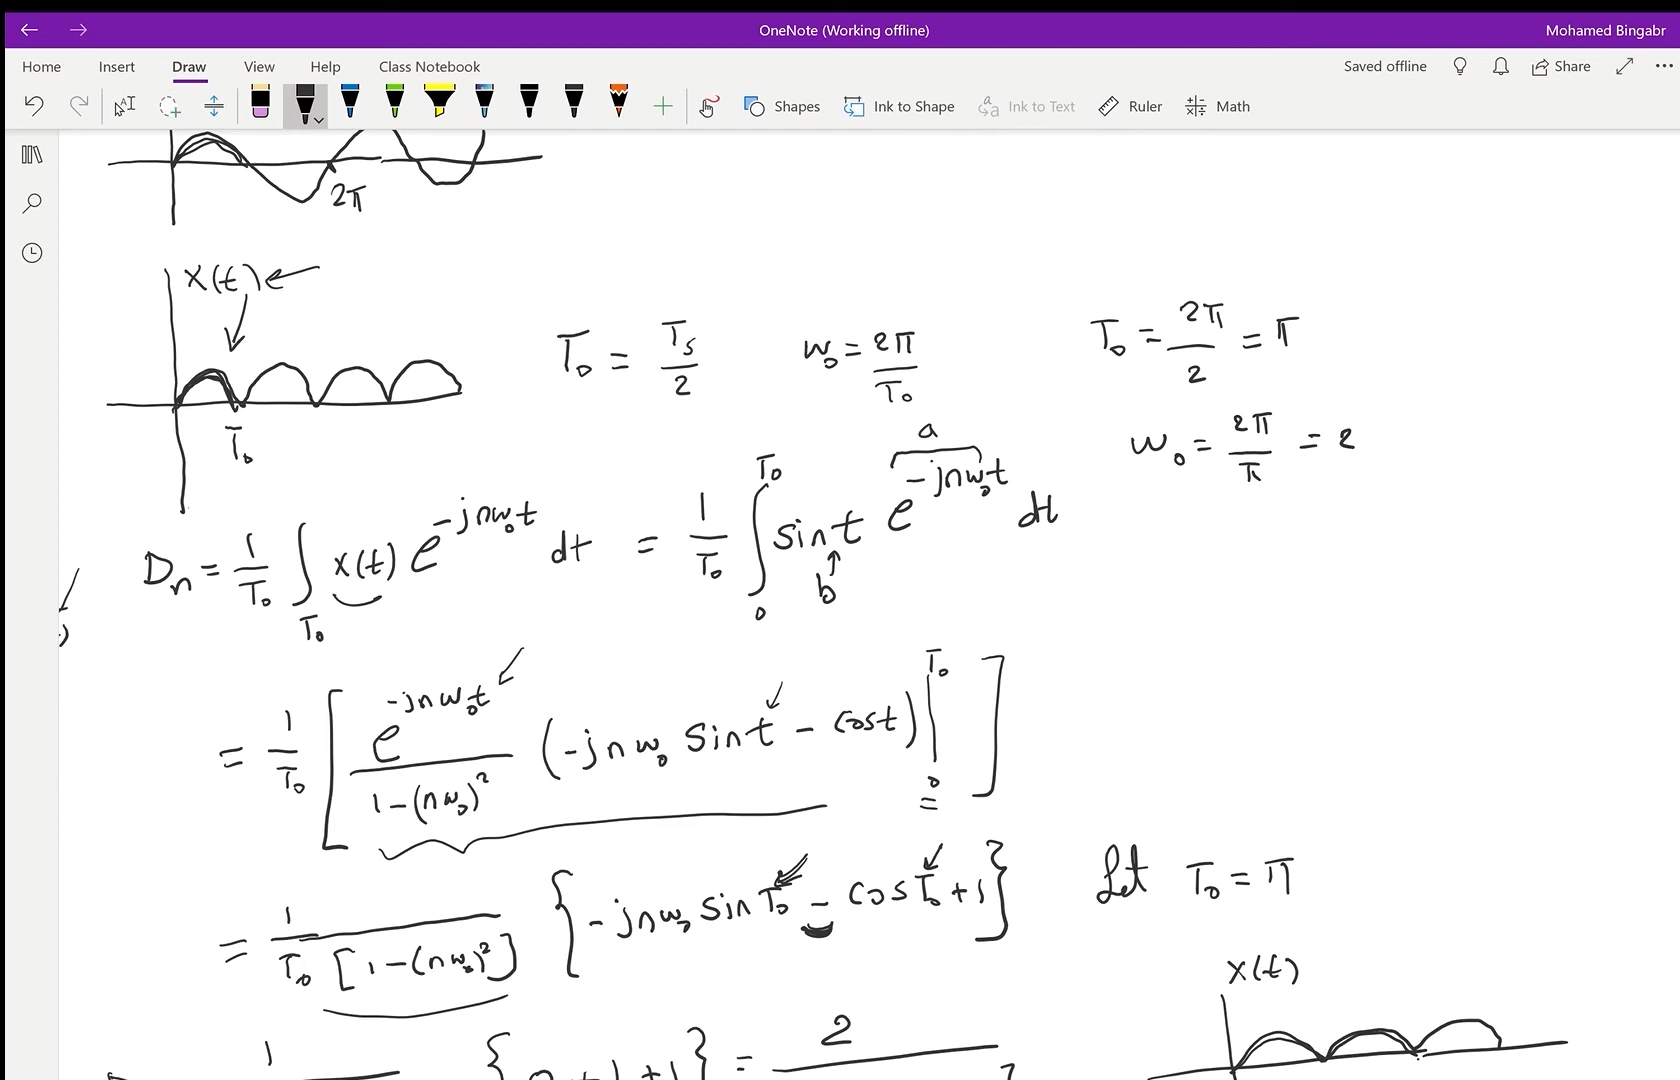 OneNote (Working offline)
Mohamed Bingabr
Home Insert Draw View Help Class Notebook
Saved offline Share
Shapes Ink to Shape Ink to Text Ruler Math
2π
x(t)
T₀ = Tₛ/2
w₀ = 2π/T₀
T₀ = 2π/2 = π
w₀ = 2π/π = 2
T₀
a
Dₙ = 1/T₀ ∫_T₀ x(t) e^(-jnw₀t) dt = 1/T₀ ∫₀^T₀ sin t e^(-jnw₀t) dt
b
= 1/T₀ [ e^(-jnw₀t) / 1-(nw₀)² (-jnw₀ sin t - cos t) |₀^T₀ ]
= 1 / T₀ [1-(nw₀)²] { -jnw₀ sin T₀ - cos T₀ + 1 }
Let T₀ = π
x(t)
1 { + 1 } = 2